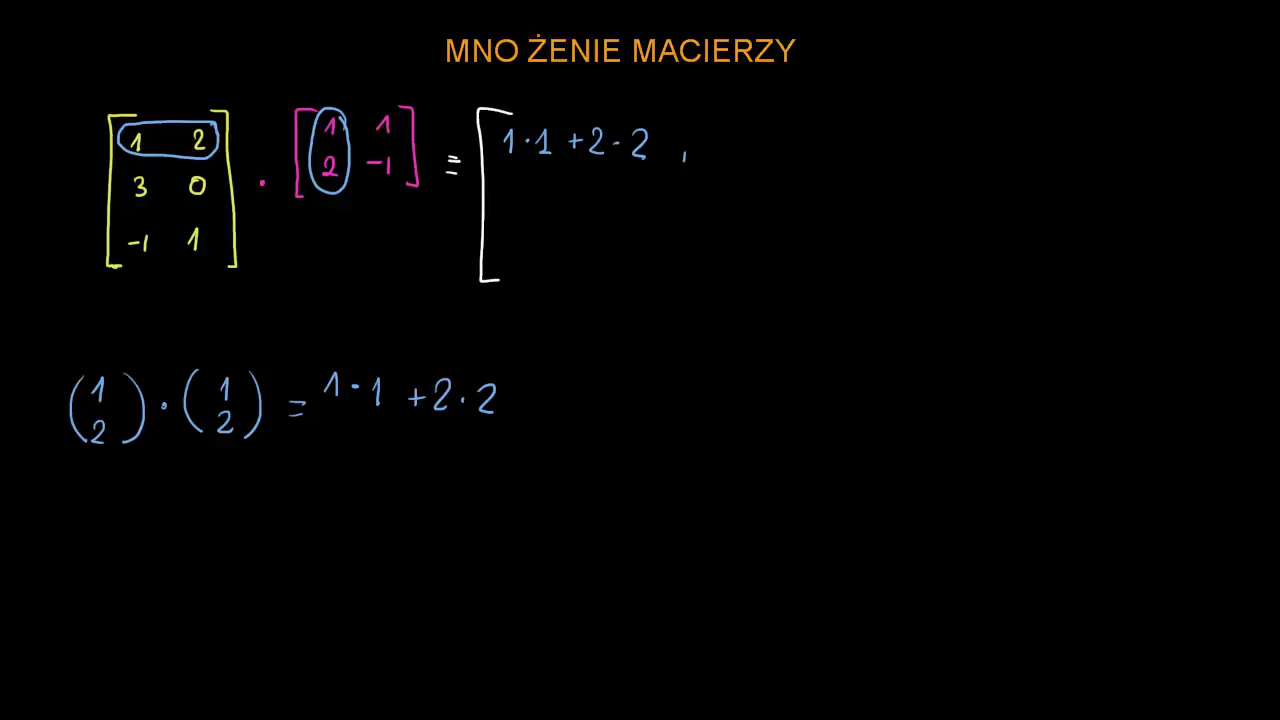 MNO ŻENIE MACIERZY
[1 2] · [1 1] = [1·1 +2·2
[3 0] [2 -1]
[-1 1]
(1 2) · (1 2) = 1·1 +2·2